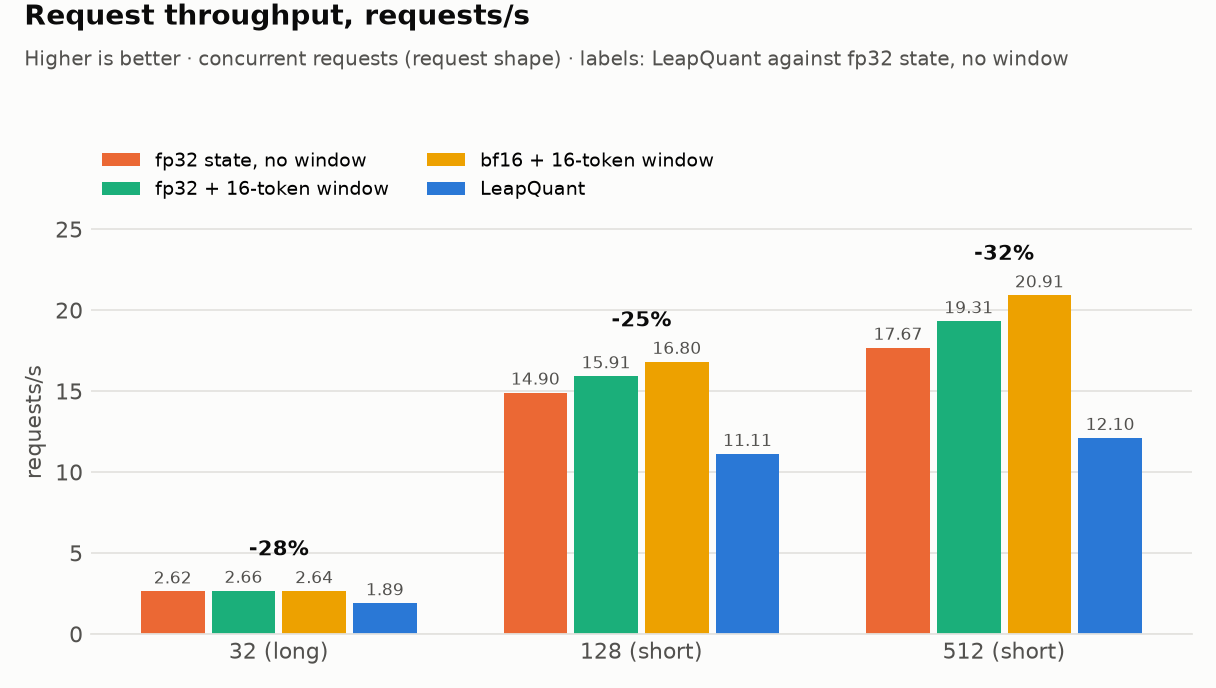 Request throughput, requests/s
Higher is better · concurrent requests (request shape) · labels: LeapQuant against fp32 state, no window
fp32 state, no window
bf16 + 16-token window
fp32 + 16-token window
LeapQuant
requests/s
25
20
15
10
5
0
-28%
2.62
2.66
2.64
1.89
-25%
14.90
15.91
16.80
11.11
-32%
17.67
19.31
20.91
12.10
32 (long)
128 (short)
512 (short)